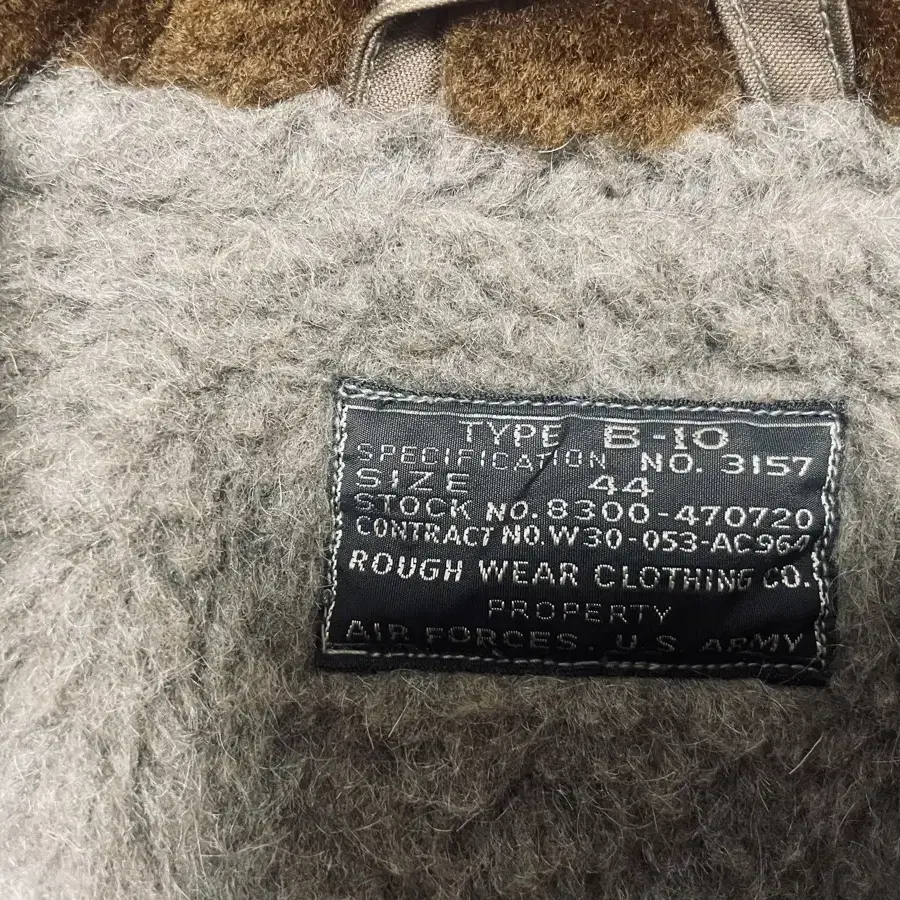 TYPE B-10
SPECIFICATION NO. 3157
SIZE 44
STOCK NO. 8300-470720
CONTRACT NO. W30-053-AC964
ROUGH WEAR CLOTHING CO.
PROPERTY
AIR FORCES, U.S. ARMY